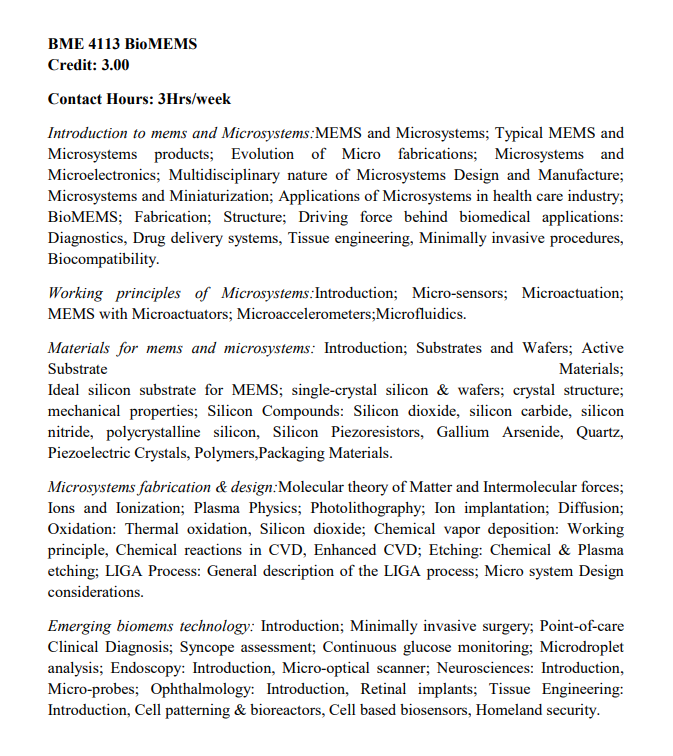 BME 4113 BioMEMS
Credit: 3.00
Contact Hours: 3Hrs/week
Introduction to mems and Microsystems:MEMS and Microsystems; Typical MEMS and
Microsystems products; Evolution of Micro fabrications; Microsystems and
Microelectronics; Multidisciplinary nature of Microsystems Design and Manufacture;
Microsystems and Miniaturization; Applications of Microsystems in health care industry;
BioMEMS; Fabrication; Structure; Driving force behind biomedical applications:
Diagnostics, Drug delivery systems, Tissue engineering, Minimally invasive procedures,
Biocompatibility.
Working principles of Microsystems:Introduction; Micro-sensors; Microactuation;
MEMS with Microactuators; Microaccelerometers;Microfluidics.
Materials for mems and microsystems: Introduction; Substrates and Wafers; Active
Substrate Materials;
Ideal silicon substrate for MEMS; single-crystal silicon & wafers; crystal structure;
mechanical properties; Silicon Compounds: Silicon dioxide, silicon carbide, silicon
nitride, polycrystalline silicon, Silicon Piezoresistors, Gallium Arsenide, Quartz,
Piezoelectric Crystals, Polymers,Packaging Materials.
Microsystems fabrication & design:Molecular theory of Matter and Intermolecular forces;
Ions and Ionization; Plasma Physics; Photolithography; Ion implantation; Diffusion;
Oxidation: Thermal oxidation, Silicon dioxide; Chemical vapor deposition: Working
principle, Chemical reactions in CVD, Enhanced CVD; Etching: Chemical & Plasma
etching; LIGA Process: General description of the LIGA process; Micro system Design
considerations.
Emerging biomems technology: Introduction; Minimally invasive surgery; Point-of-care
Clinical Diagnosis; Syncope assessment; Continuous glucose monitoring; Microdroplet
analysis; Endoscopy: Introduction, Micro-optical scanner; Neurosciences: Introduction,
Micro-probes; Ophthalmology: Introduction, Retinal implants; Tissue Engineering:
Introduction, Cell patterning & bioreactors, Cell based biosensors, Homeland security.